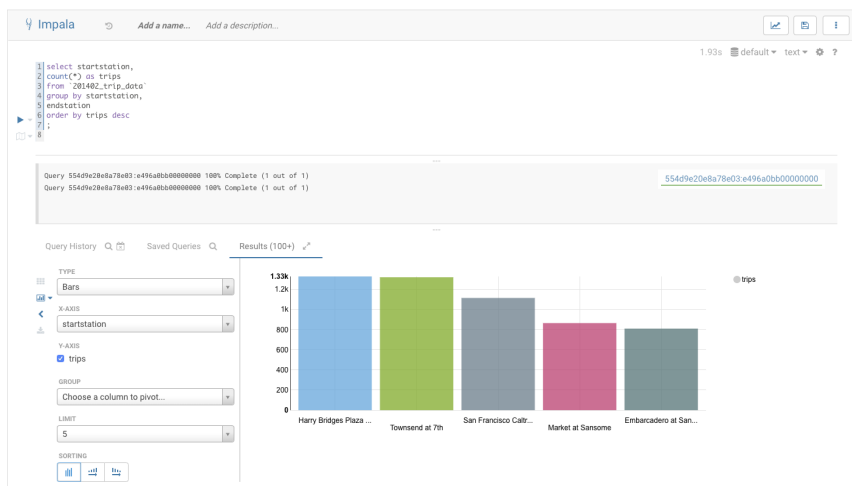 Impala
Add a name...
Add a description...
1.93s default text ?
1 select startstation,
2 count(*) as trips
3 from `201402_trip_data`
4 group by startstation,
5 endstation
6 order by trips desc
7 ;
8
Query 554d9e20e8a78e03:e496a0bb00000000 100% Complete (1 out of 1)
Query 554d9e20e8a78e03:e496a0bb00000000 100% Complete (1 out of 1)
554d9e20e8a78e03:e496a0bb00000000
Query History
Saved Queries
Results (100+)
TYPE
Bars
X-AXIS
startstation
Y-AXIS
trips
GROUP
Choose a column to pivot...
LIMIT
5
SORTING
1.33k
1.2k
1k
800
600
400
200
0
Harry Bridges Plaza ...
Townsend at 7th
San Francisco Caltr...
Market at Sansome
Embarcadero at San...
trips